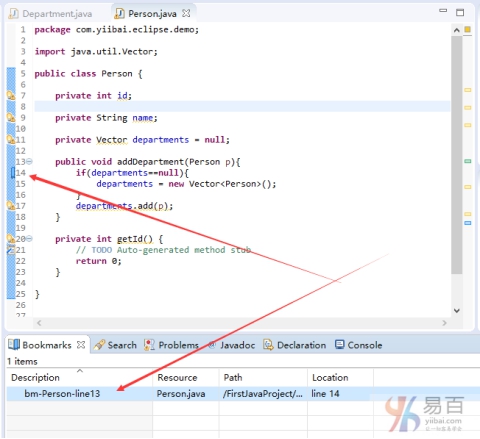 Department.java Person.java
1 package com.yiibai.eclipse.demo;
2
3 import java.util.Vector;
4
5 public class Person {
6
7 private int id;
8
9 private String name;
10
11 private Vector departments = null;
12
13 public void addDepartment(Person p){
14 if(departments==null){
15 departments = new Vector<Person>();
16 }
17 departments.add(p);
18 }
19
20 private int getId() {
21 // TODO Auto-generated method stub
22 return 0;
23 }
24
25 }
26
27
Bookmarks Search Problems Javadoc Declaration Console
1 items
Description Resource Path Location
bm-Person-line13 Person.java /FirstJavaProject/... line 14
易百
yiibai.com